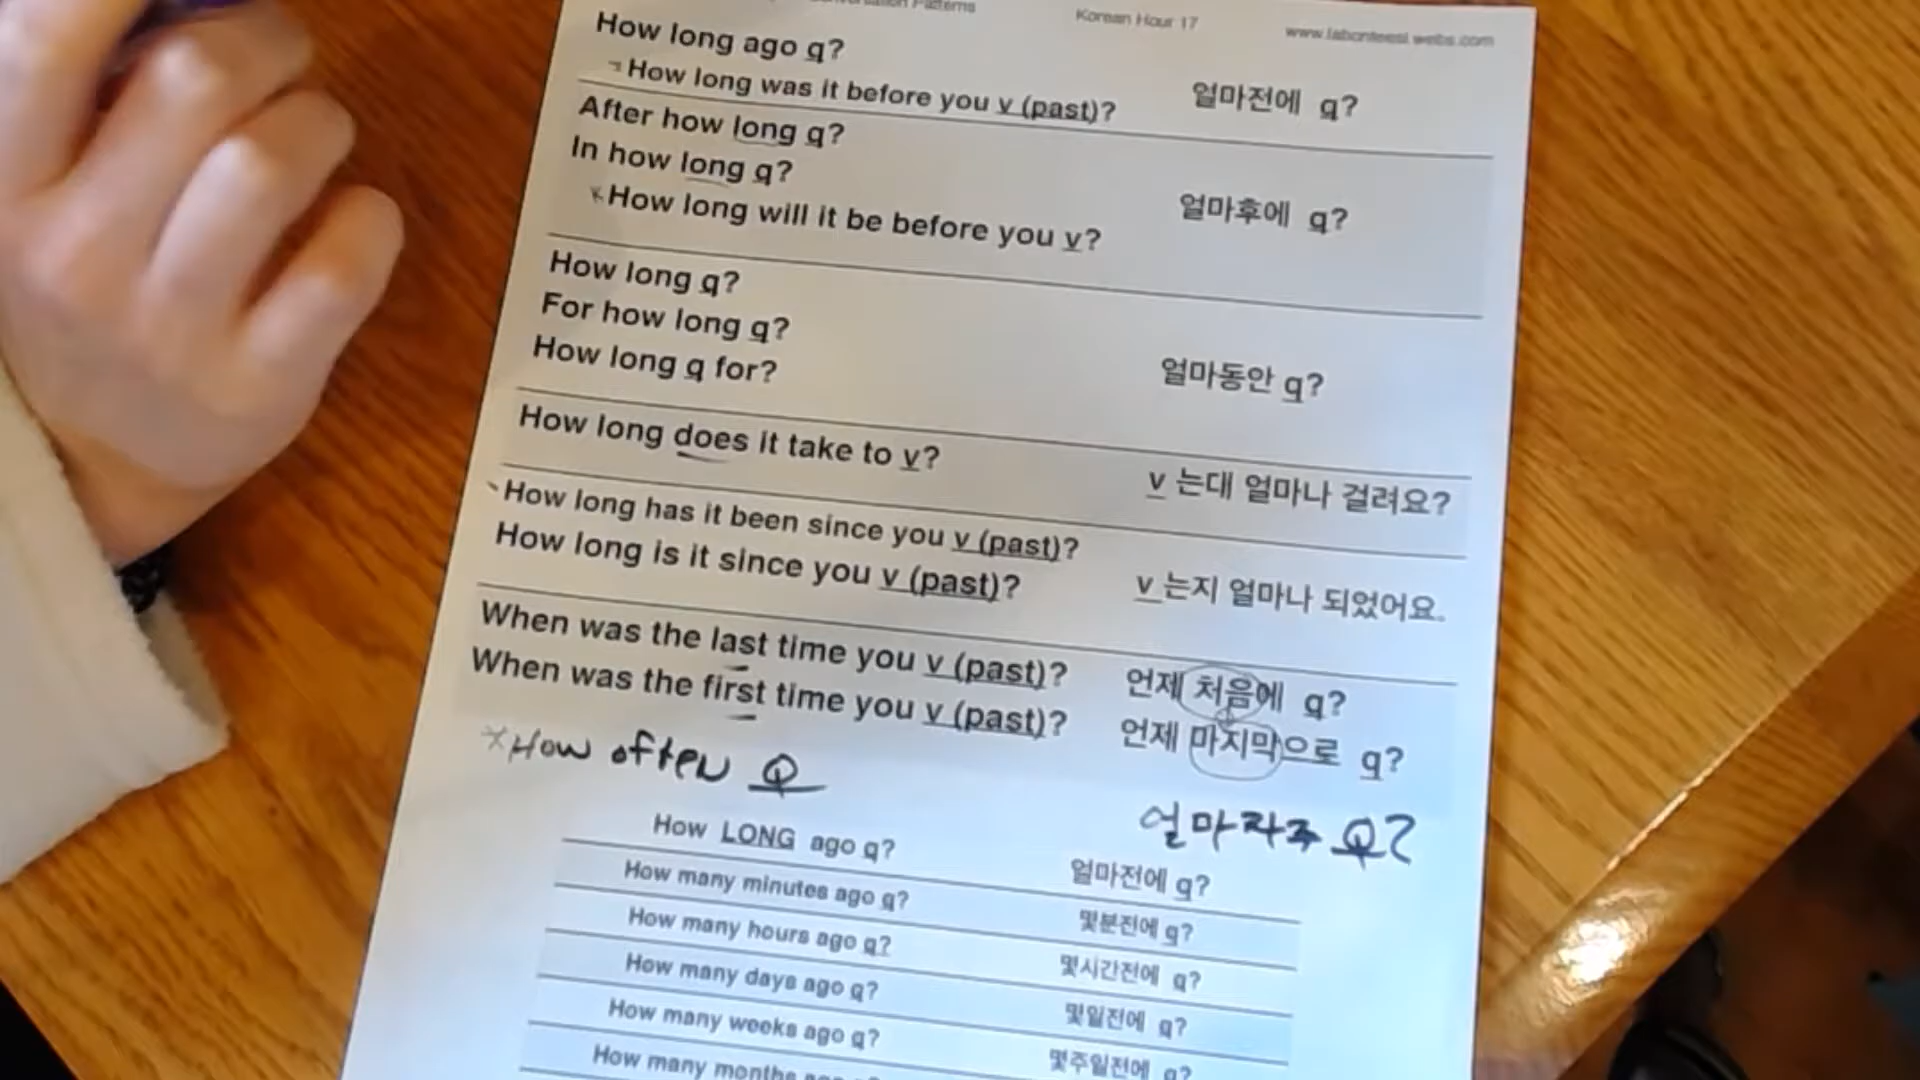 Patterns
Korean Hour 17
www.labonteesl.webs.com
How long ago q?
How long was it before you v (past)?
얼마전에 q?
After how long q?
In how long q?
How long will it be before you v?
얼마후에 q?
How long q?
For how long q?
How long q for?
얼마동안 q?
How long does it take to v?
v 는대 얼마나 걸려요?
How long has it been since you v (past)?
How long is it since you v (past)?
v 는지 얼마나 되었어요.
When was the last time you v (past)?
언제 처음에 q?
When was the first time you v (past)?
언제 마지막으로 q?
*How often Q
얼마자주 Q?
How LONG ago q?
얼마전에 q?
How many minutes ago q?
몇분전에 q?
How many hours ago q?
몇시간전에 q?
How many days ago q?
몇일전에 q?
How many weeks ago q?
몇주일전에 q?
How many months ago